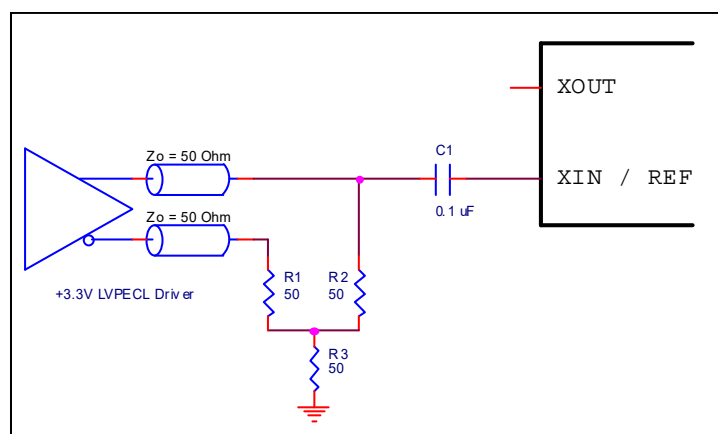 XOUT
Zo = 50 Ohm
C1
XIN / REF
0.1 uF
Zo = 50 Ohm
R1
50
R2
50
+3.3V LVPECL Driver
R3
50